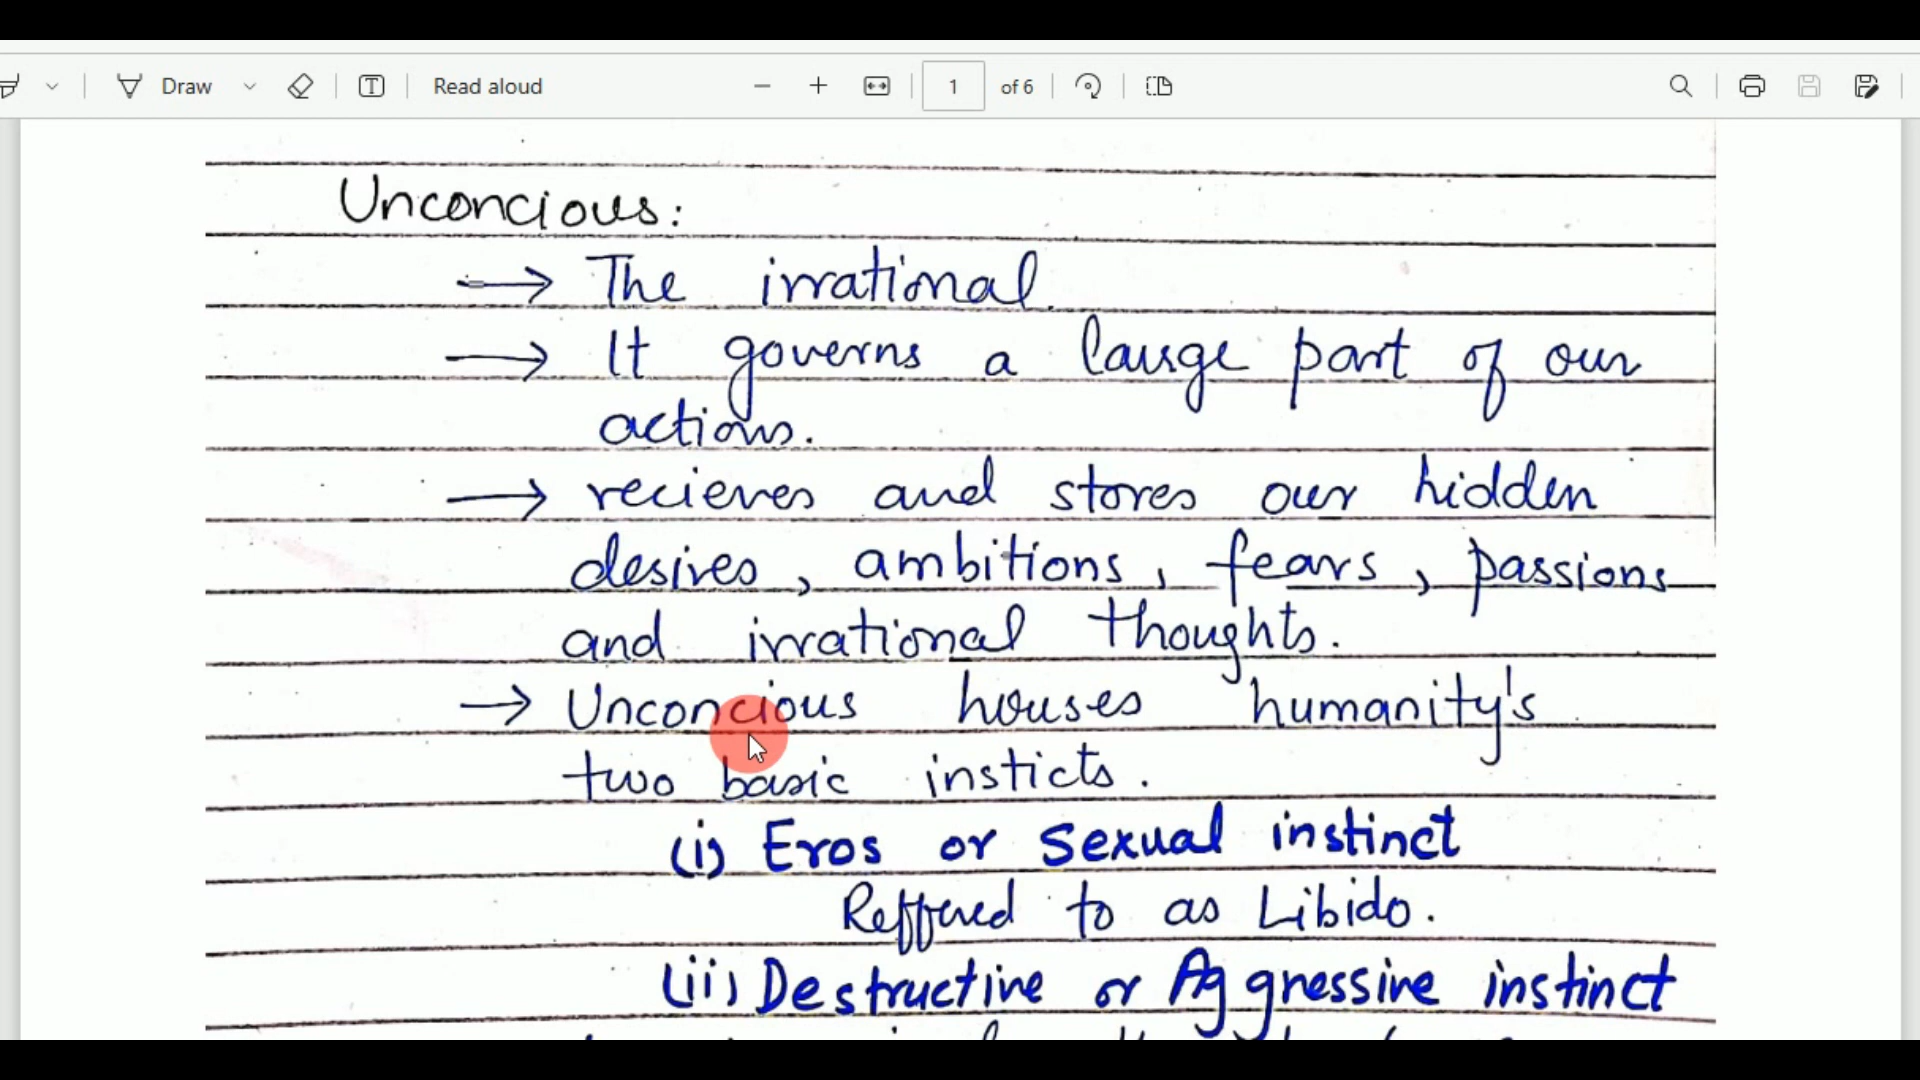 Draw
Read aloud
1 of 6
Unconcious:
→ The irrational.
→ It governs a large part of our
actions.
→ recieves and stores our hidden
desires, ambitions, fears, passions
and irrational thoughts.
→ Unconcious houses humanity's
two basic insticts.
(i) Eros or Sexual instinct
Reffered to as Libido.
(ii) Destructive or Aggressive instinct